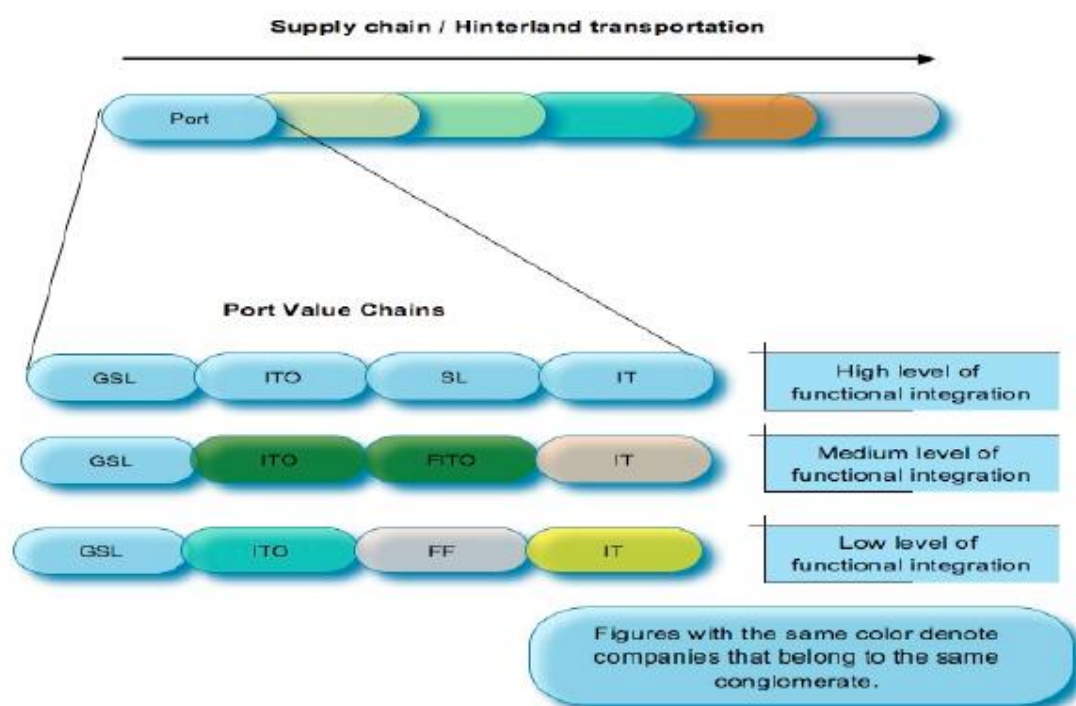 Supply chain / Hinterland transportation
Port
Port Value Chains
GSL
ITO
SL
IT
High level of
functional integration
GSL
ITO
FITO
IT
Medium level of
functional integration
GSL
ITO
FF
IT
Low level of
functional integration
Figures with the same color denote
companies that belong to the same
conglomerate.